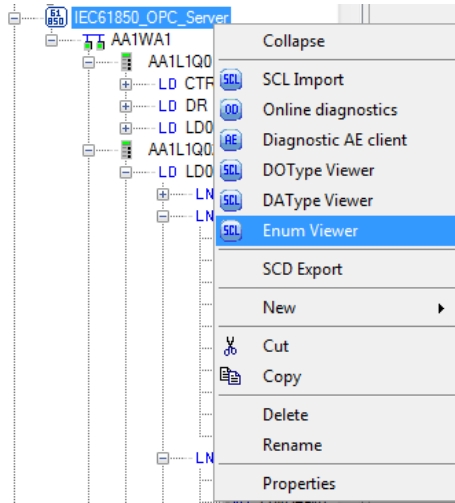 61
850
IEC61850_OPC_Server
AA1WA1
Collapse
AA1L1Q0
LD CTR
SCL SCL Import
LD DR
OD Online diagnostics
LD LD0
AE Diagnostic AE client
AA1L1Q0
SCL DOType Viewer
LD LD0
SCL DAType Viewer
LN
LN
SCL Enum Viewer
SCD Export
New
Cut
Copy
Delete
Rename
LN
Properties